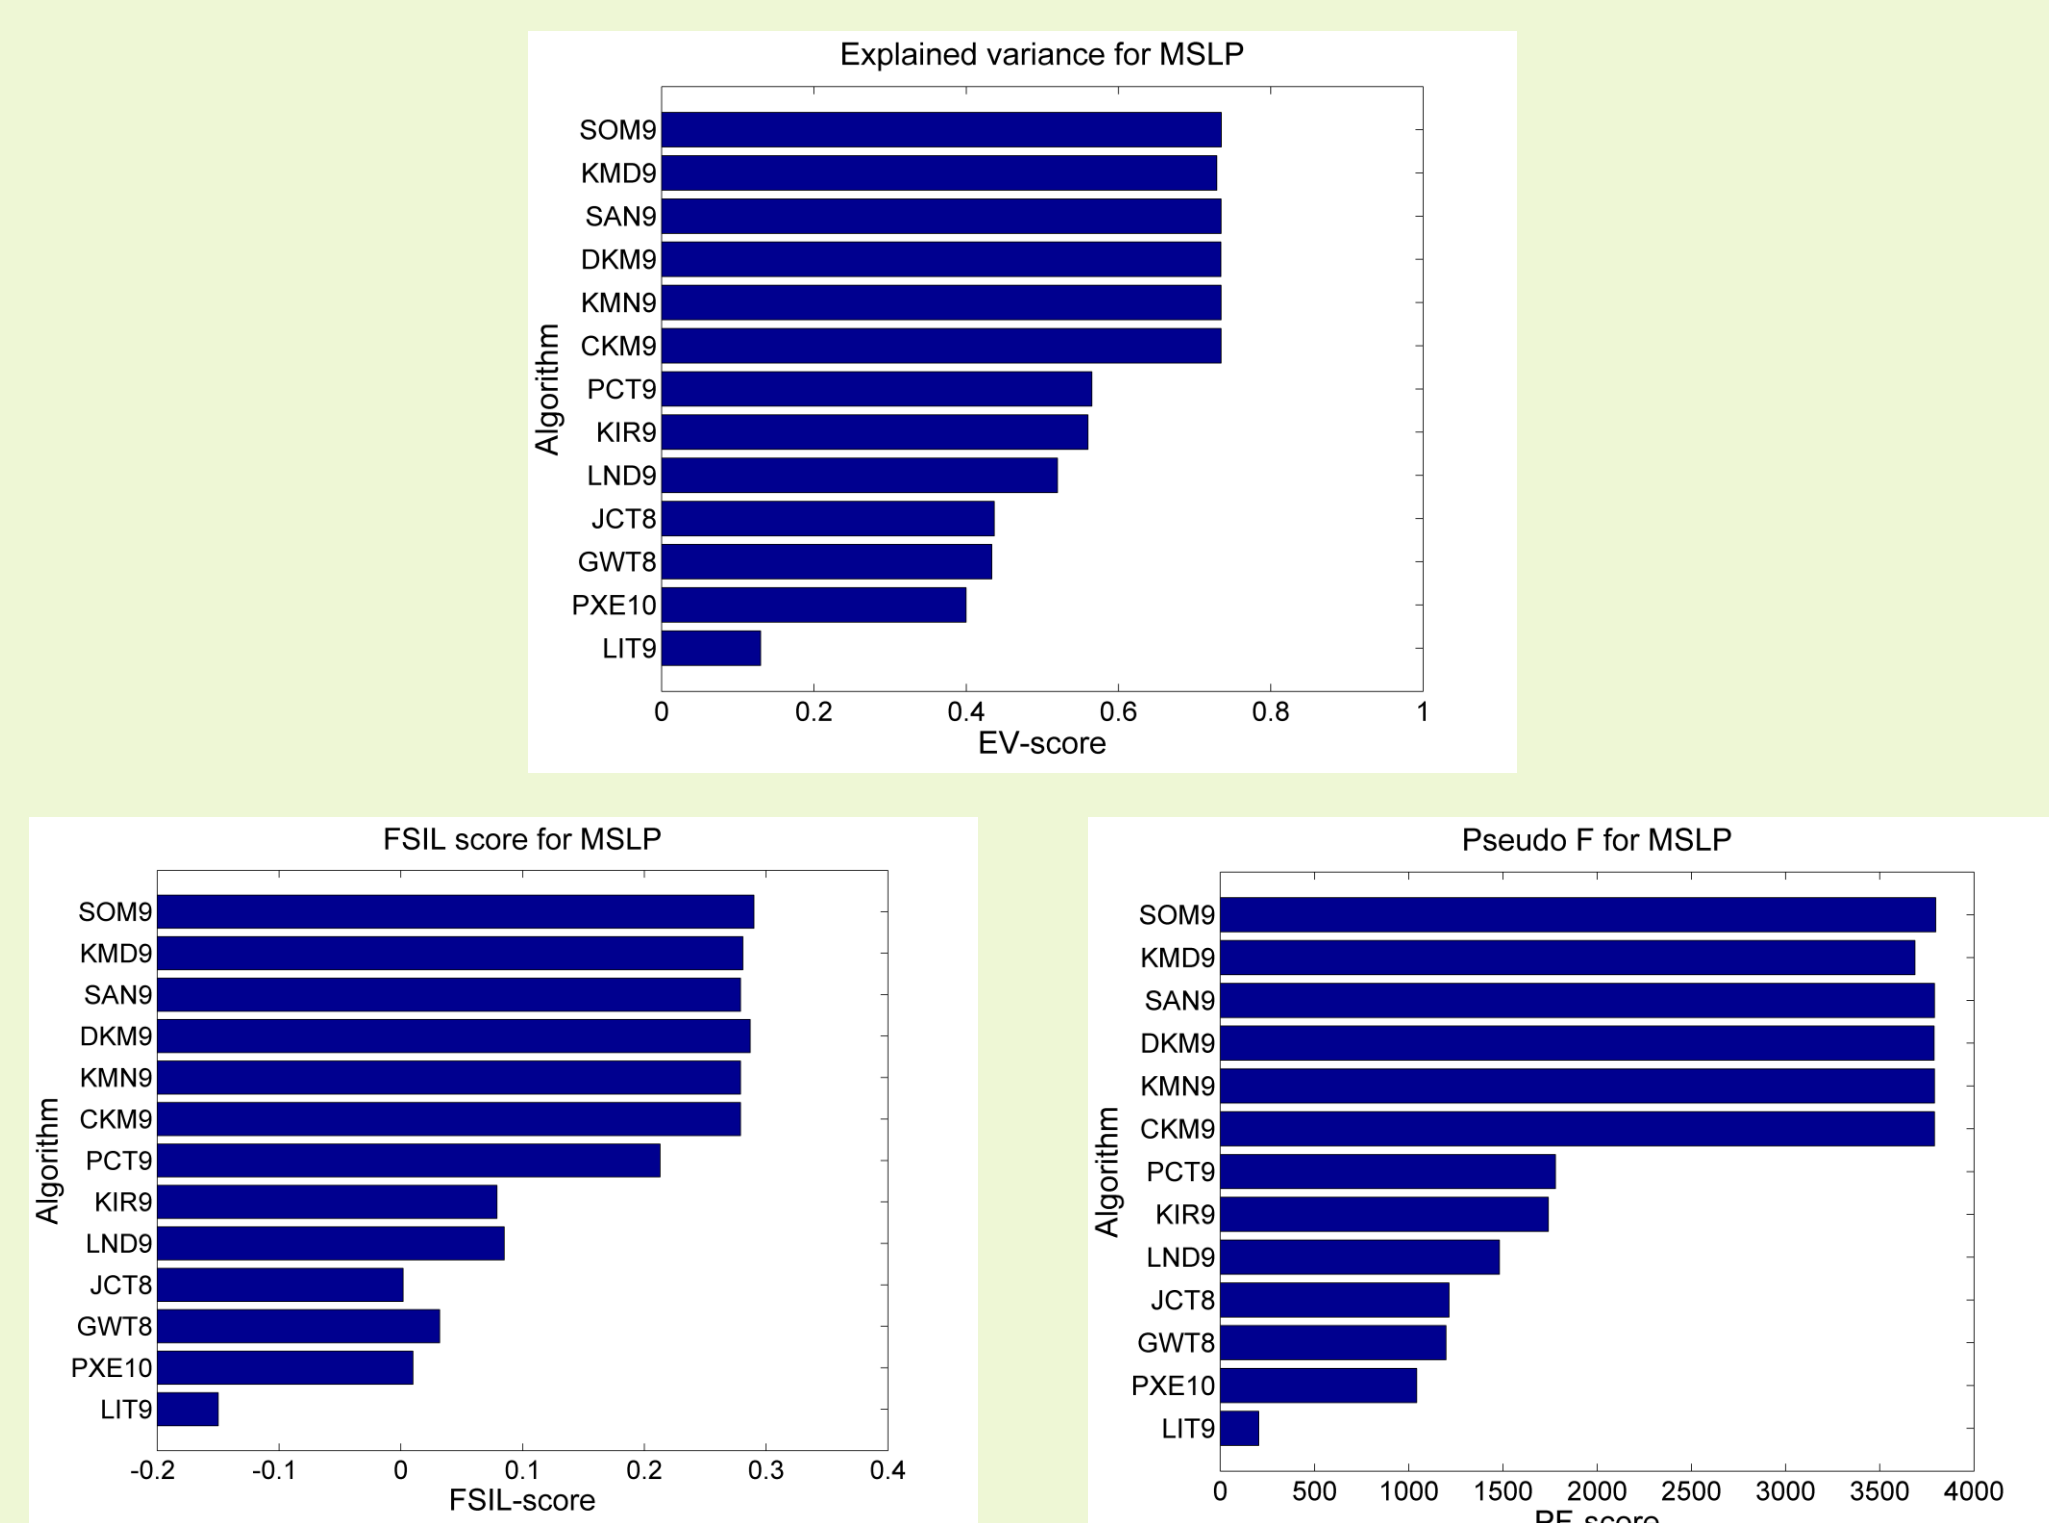 Explained variance for MSLP
SOM9
KMD9
SAN9
DKM9
KMN9
CKM9
PCT9
KIR9
LND9
JCT8
GWT8
PXE10
LIT9
Algorithm
0 0.2 0.4 0.6 0.8 1
EV-score
FSIL score for MSLP
SOM9
KMD9
SAN9
DKM9
KMN9
CKM9
PCT9
KIR9
LND9
JCT8
GWT8
PXE10
LIT9
Algorithm
-0.2 -0.1 0 0.1 0.2 0.3 0.4
FSIL-score
Pseudo F for MSLP
SOM9
KMD9
SAN9
DKM9
KMN9
CKM9
PCT9
KIR9
LND9
JCT8
GWT8
PXE10
LIT9
Algorithm
0 500 1000 1500 2000 2500 3000 3500 4000
PF-score